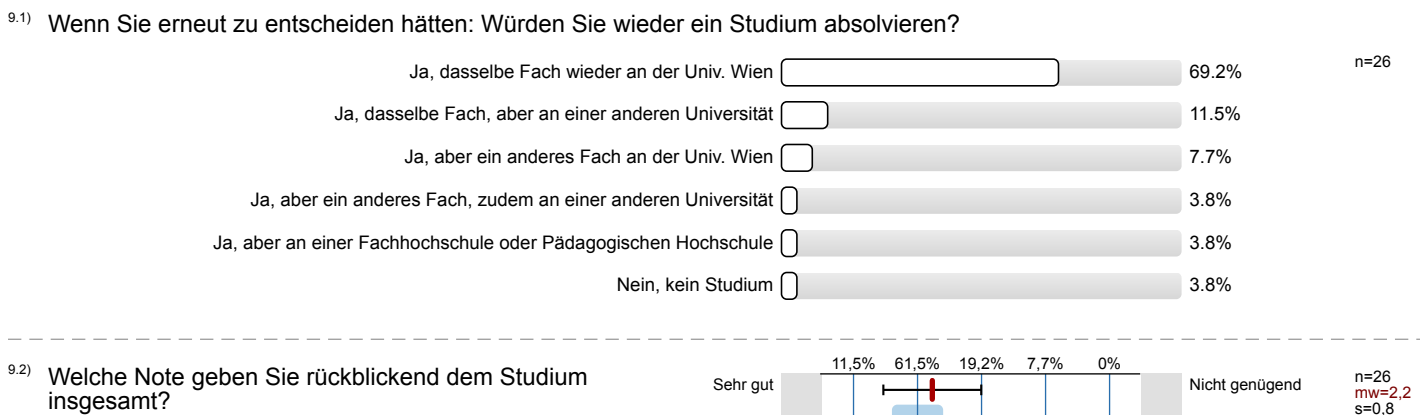 9.1) Wenn Sie erneut zu entscheiden hätten: Würden Sie wieder ein Studium absolvieren?
Ja, dasselbe Fach wieder an der Univ. Wien 69.2% n=26
Ja, dasselbe Fach, aber an einer anderen Universität 11.5%
Ja, aber ein anderes Fach an der Univ. Wien 7.7%
Ja, aber ein anderes Fach, zudem an einer anderen Universität 3.8%
Ja, aber an einer Fachhochschule oder Pädagogischen Hochschule 3.8%
Nein, kein Studium 3.8%
9.2) Welche Note geben Sie rückblickend dem Studium
insgesamt?
11,5% 61,5% 19,2% 7,7% 0%
Sehr gut Nicht genügend
n=26
mw=2,2
s=0,8